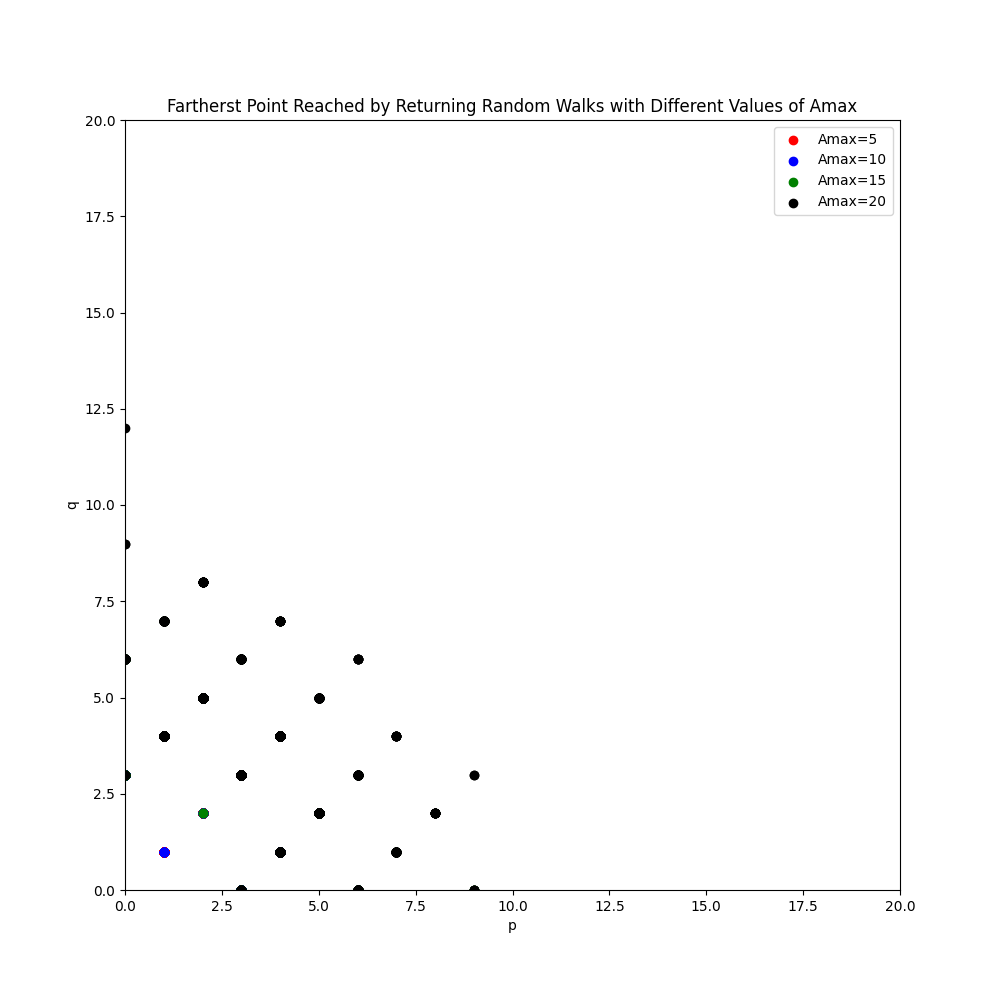 Fartherst Point Reached by Returning Random Walks with Different Values of Amax
20.0
Amax=5
Amax=10
Amax=15
Amax=20
17.5
15.0
12.5
10.0
q
7.5
5.0
2.5
0.0
0.0 2.5 5.0 7.5 10.0 12.5 15.0 17.5 20.0
p